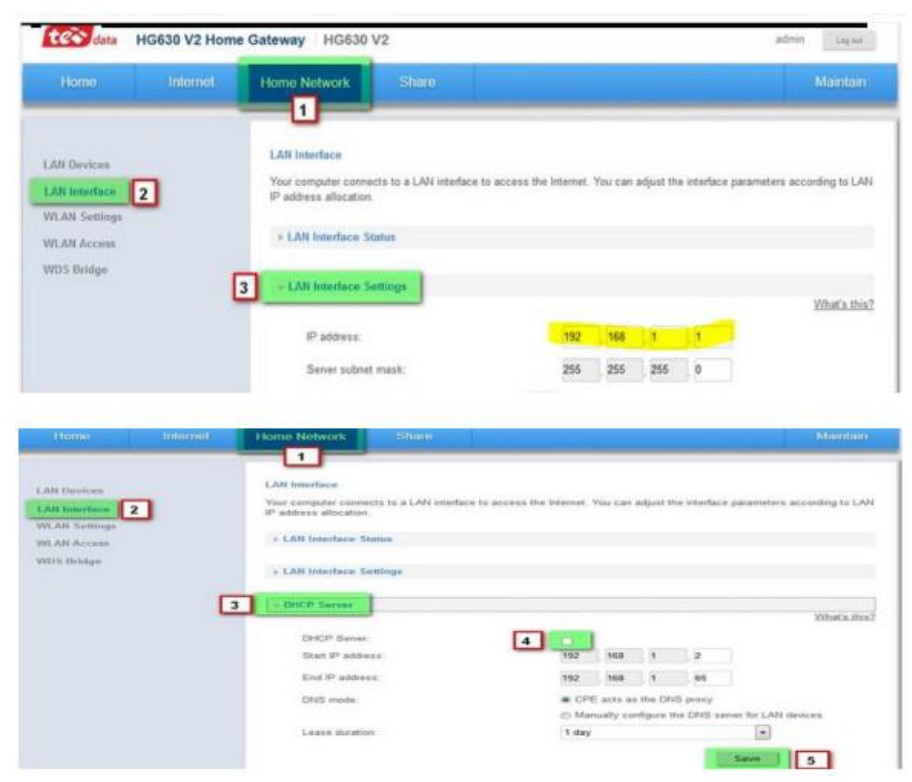 tedata HG630 V2 Home Gateway HG630 V2 admin Log out
Home Internet Home Network Share Maintain
1
LAN Interface
LAN Devices
Your computer connects to a LAN interface to access the Internet. You can adjust the interface parameters according to LAN
IP address allocation.
LAN Interface 2
WLAN Settings
» LAN Interface Status
WLAN Access
WDS Bridge
3 LAN Interface Settings
What's this?
IP address: 192 168 1 1
Server subnet mask: 255 255 255 0
Home Internet Home Network Share Maintain
1
LAN Interface
LAN Devices
Your computer connects to a LAN interface to access the Internet. You can adjust the interface parameters according to LAN
IP address allocation.
LAN Interface 2
WLAN Settings
» LAN Interface Status
WLAN Access
WDS Bridge
» LAN Interface Settings
3 DHCP Server
What's this?
DHCP Server: 4
Start IP address: 192 168 1 2
End IP address: 192 168 1 66
DNS mode: CPE acts as the DNS proxy
Manually configure the DNS server for LAN devices
Lease duration: 1 day
Save 5